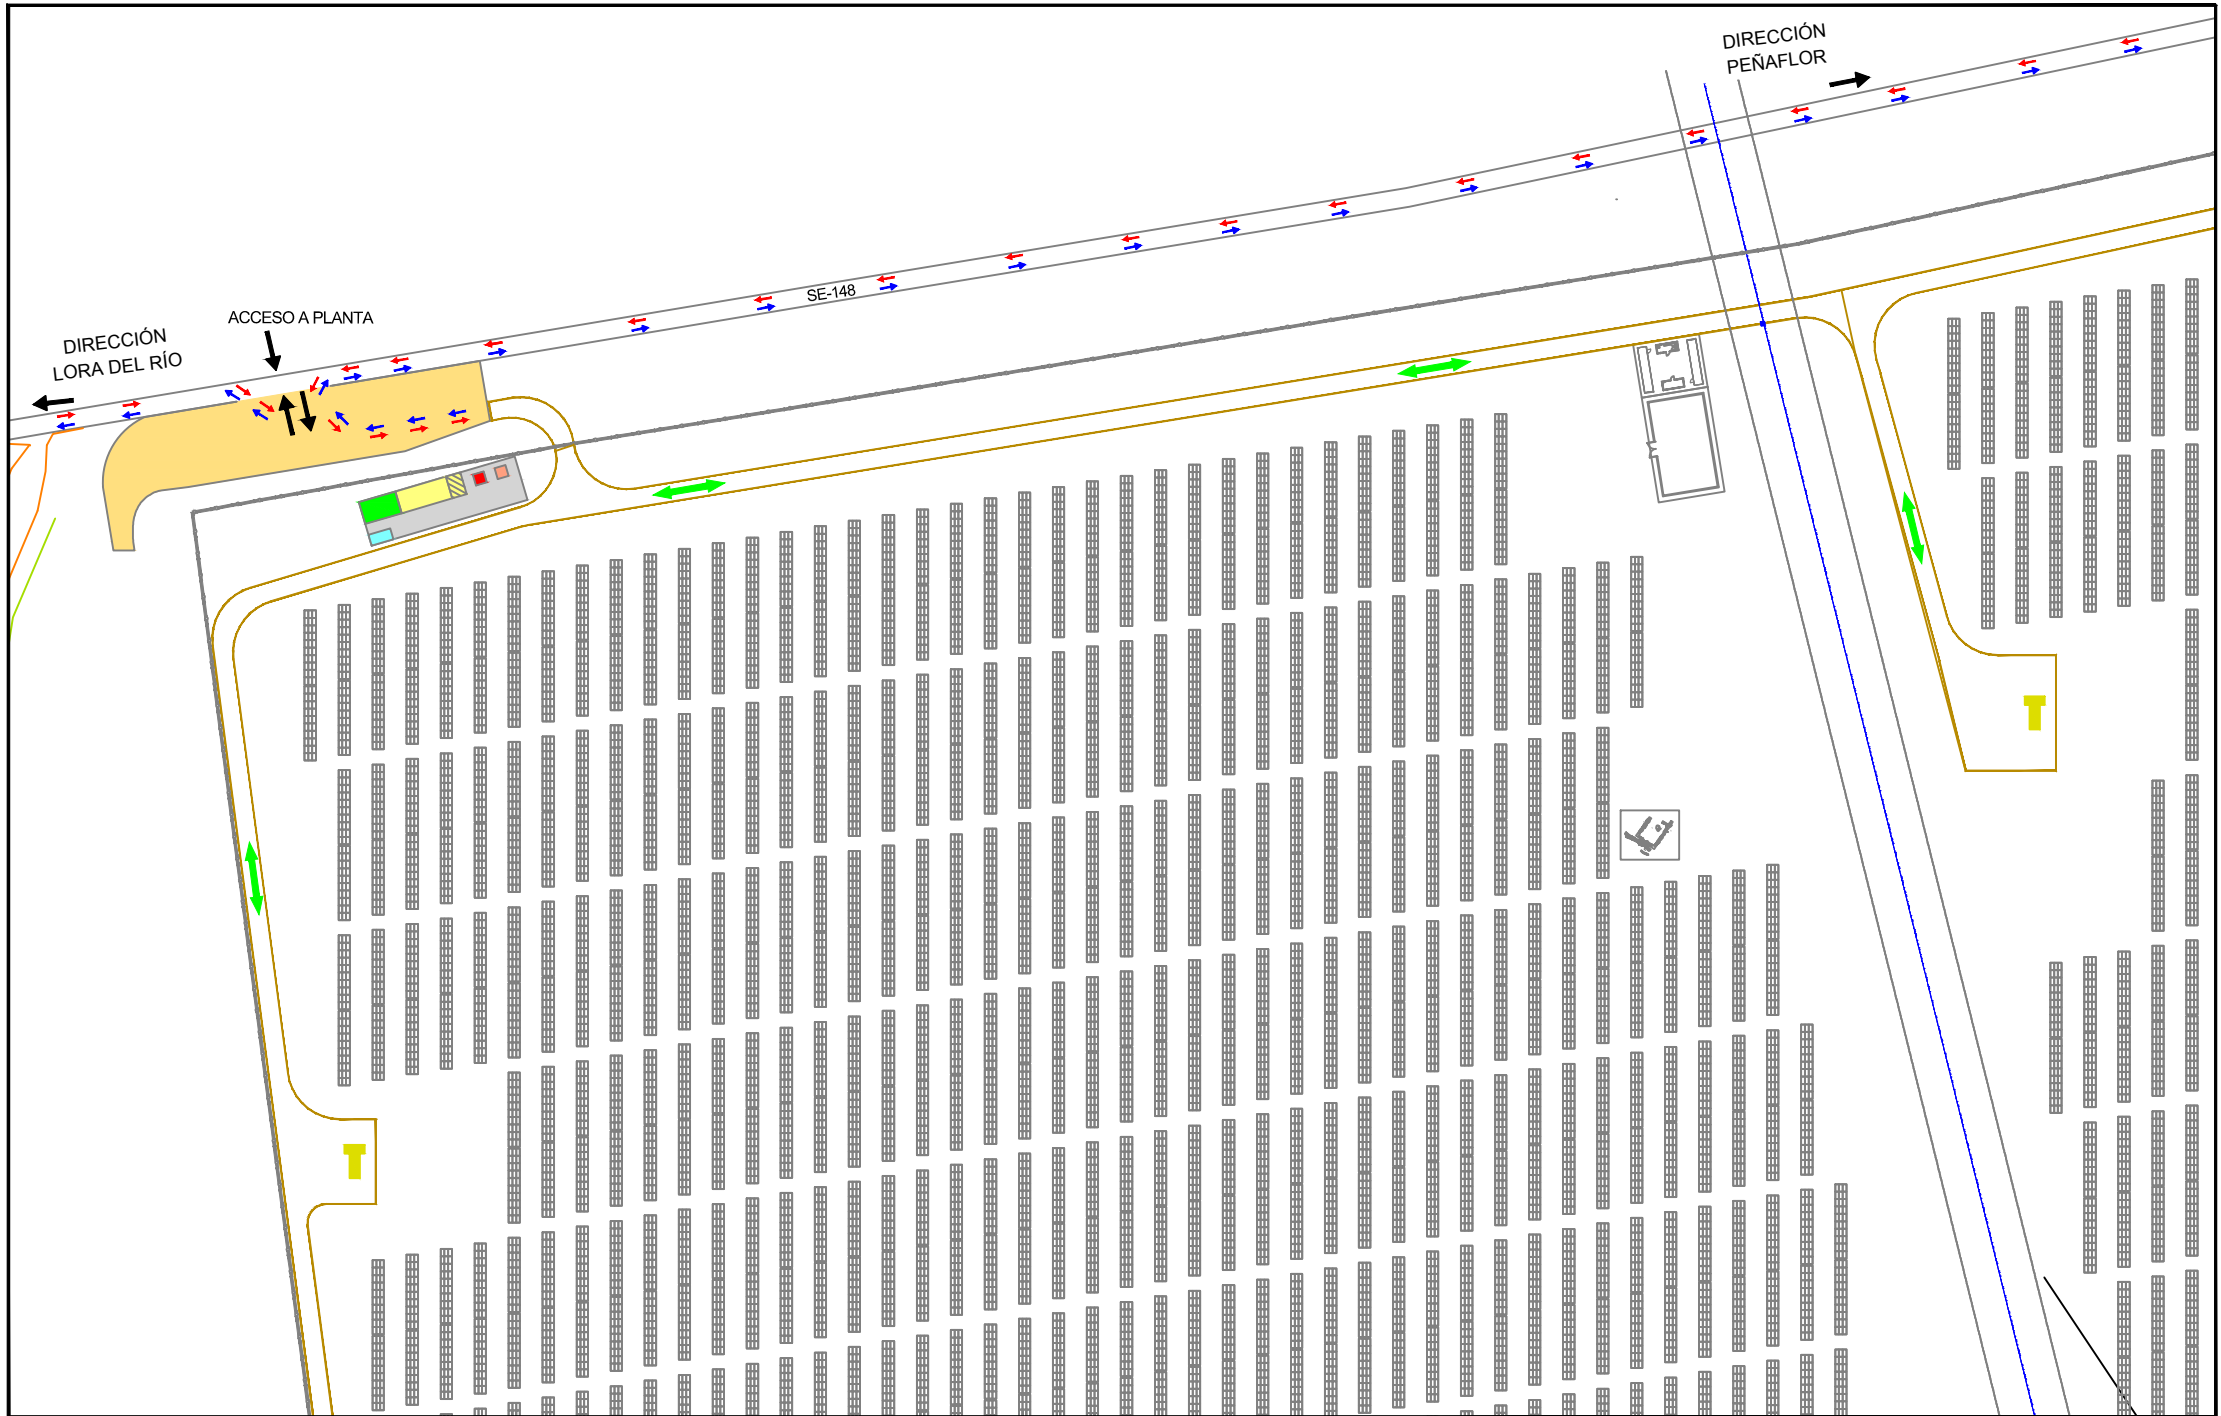 DIRECCIÓN
PEÑAFLOR
SE-148
ACCESO A PLANTA
DIRECCIÓN
LORA DEL RÍO